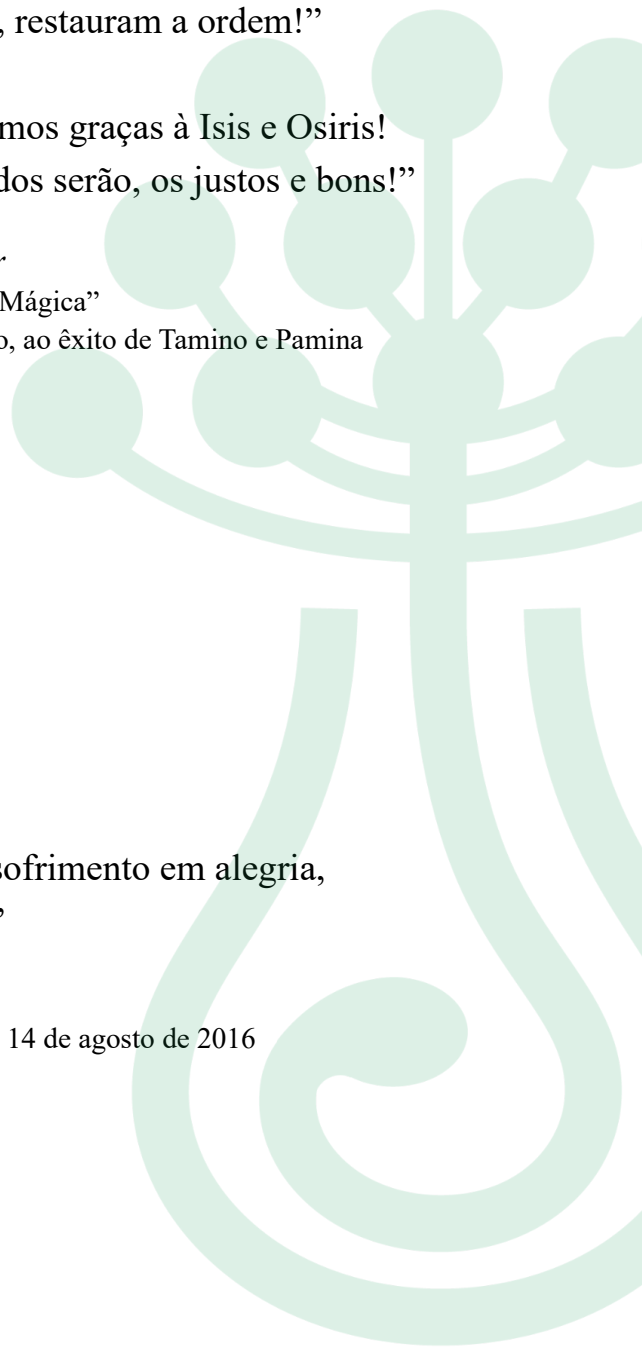 , restauram a ordem!”
mos graças à Isis e Osiris!
dos serão, os justos e bons!”
r
Mágica”
o, ao êxito de Tamino e Pamina
sofrimento em alegria,
”
14 de agosto de 2016